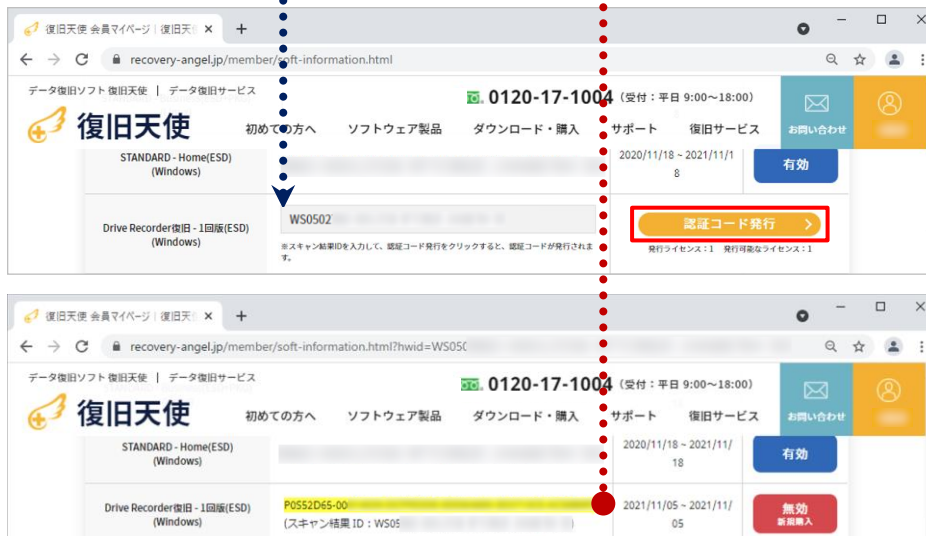 復旧天使 会員マイページ｜復旧天 × +
recovery-angel.jp/member/soft-information.html
データ復旧ソフト 復旧天使 | データ復旧サービス
0120-17-1004 (受付：平日 9:00～18:00)
復旧天使
初めての方へ ソフトウェア製品 ダウンロード・購入 サポート 復旧サービス お問い合わせ
STANDARD - Home(ESD)
(Windows)
2020/11/18 ~ 2021/11/1
8
有効
Drive Recorder復旧 - 1回版(ESD)
(Windows)
WS0502
※スキャン結果IDを入力して、認証コード発行をクリックすると、認証コードが発行されま
す。
認証コード発行 >
発行ライセンス：1 発行可能なライセンス：1
復旧天使 会員マイページ｜復旧天 × +
recovery-angel.jp/member/soft-information.html?hwid=WS050
データ復旧ソフト 復旧天使 | データ復旧サービス
0120-17-1004 (受付：平日 9:00～18:00)
復旧天使
初めての方へ ソフトウェア製品 ダウンロード・購入 サポート 復旧サービス お問い合わせ
STANDARD - Home(ESD)
(Windows)
2020/11/18 ~ 2021/11/
18
有効
Drive Recorder復旧 - 1回版(ESD)
(Windows)
P0S52D65-00
(スキャン結果 ID：WS05 )
2021/11/05 ~ 2021/11/
05
無効
新規購入